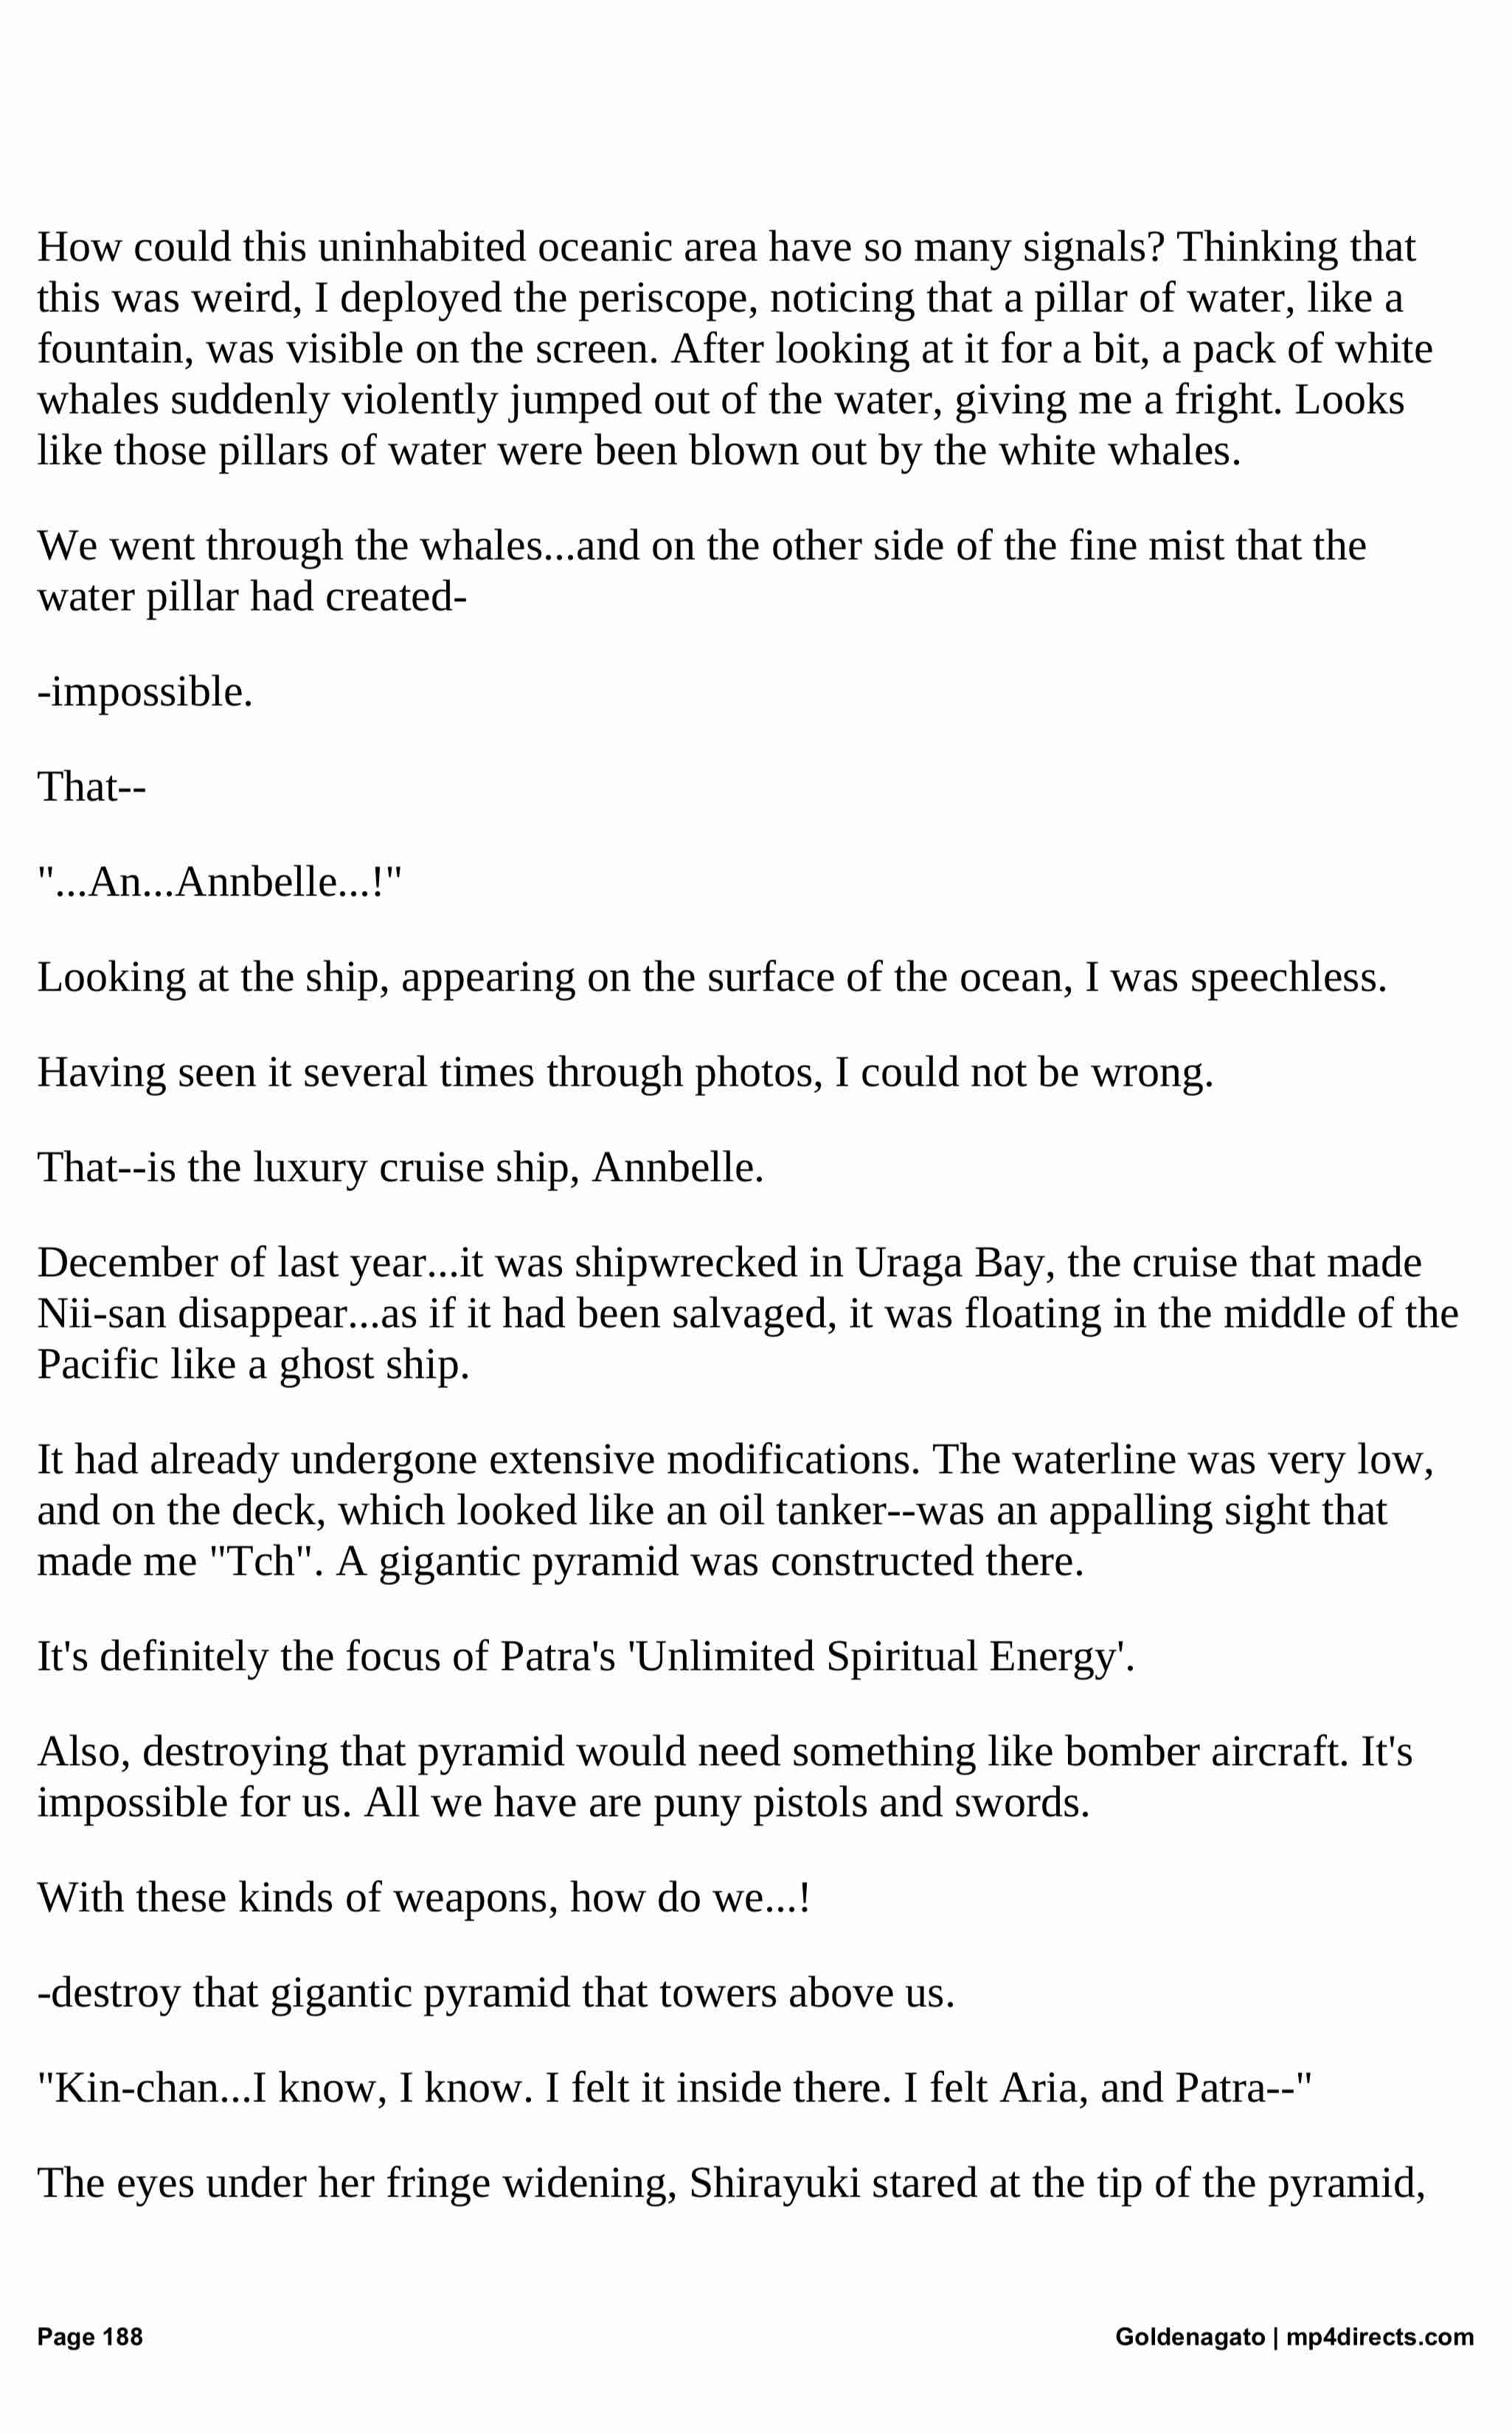 How could this uninhabited oceanic area have so many signals? Thinking that
this was weird, I deployed the periscope, noticing that a pillar of water, like a
fountain, was visible on the screen. After looking at it for a bit, a pack of white
whales suddenly violently jumped out of the water, giving me a fright. Looks
like those pillars of water were been blown out by the white whales.
We went through the whales...and on the other side of the fine mist that the
water pillar had created-
-impossible.
That--
"...An...Annbelle...!"
Looking at the ship, appearing on the surface of the ocean, I was speechless.
Having seen it several times through photos, I could not be wrong.
That--is the luxury cruise ship, Annbelle.
December of last year...it was shipwrecked in Uraga Bay, the cruise that made
Nii-san disappear...as if it had been salvaged, it was floating in the middle of the
Pacific like a ghost ship.
It had already undergone extensive modifications. The waterline was very low,
and on the deck, which looked like an oil tanker--was an appalling sight that
made me "Tch". A gigantic pyramid was constructed there.
It's definitely the focus of Patra's 'Unlimited Spiritual Energy'.
Also, destroying that pyramid would need something like bomber aircraft. It's
impossible for us. All we have are puny pistols and swords.
With these kinds of weapons, how do we...!
-destroy that gigantic pyramid that towers above us.
"Kin-chan...I know, I know. I felt it inside there. I felt Aria, and Patra--"
The eyes under her fringe widening, Shirayuki stared at the tip of the pyramid,
Page 188
Goldenagato | mp4directs.com